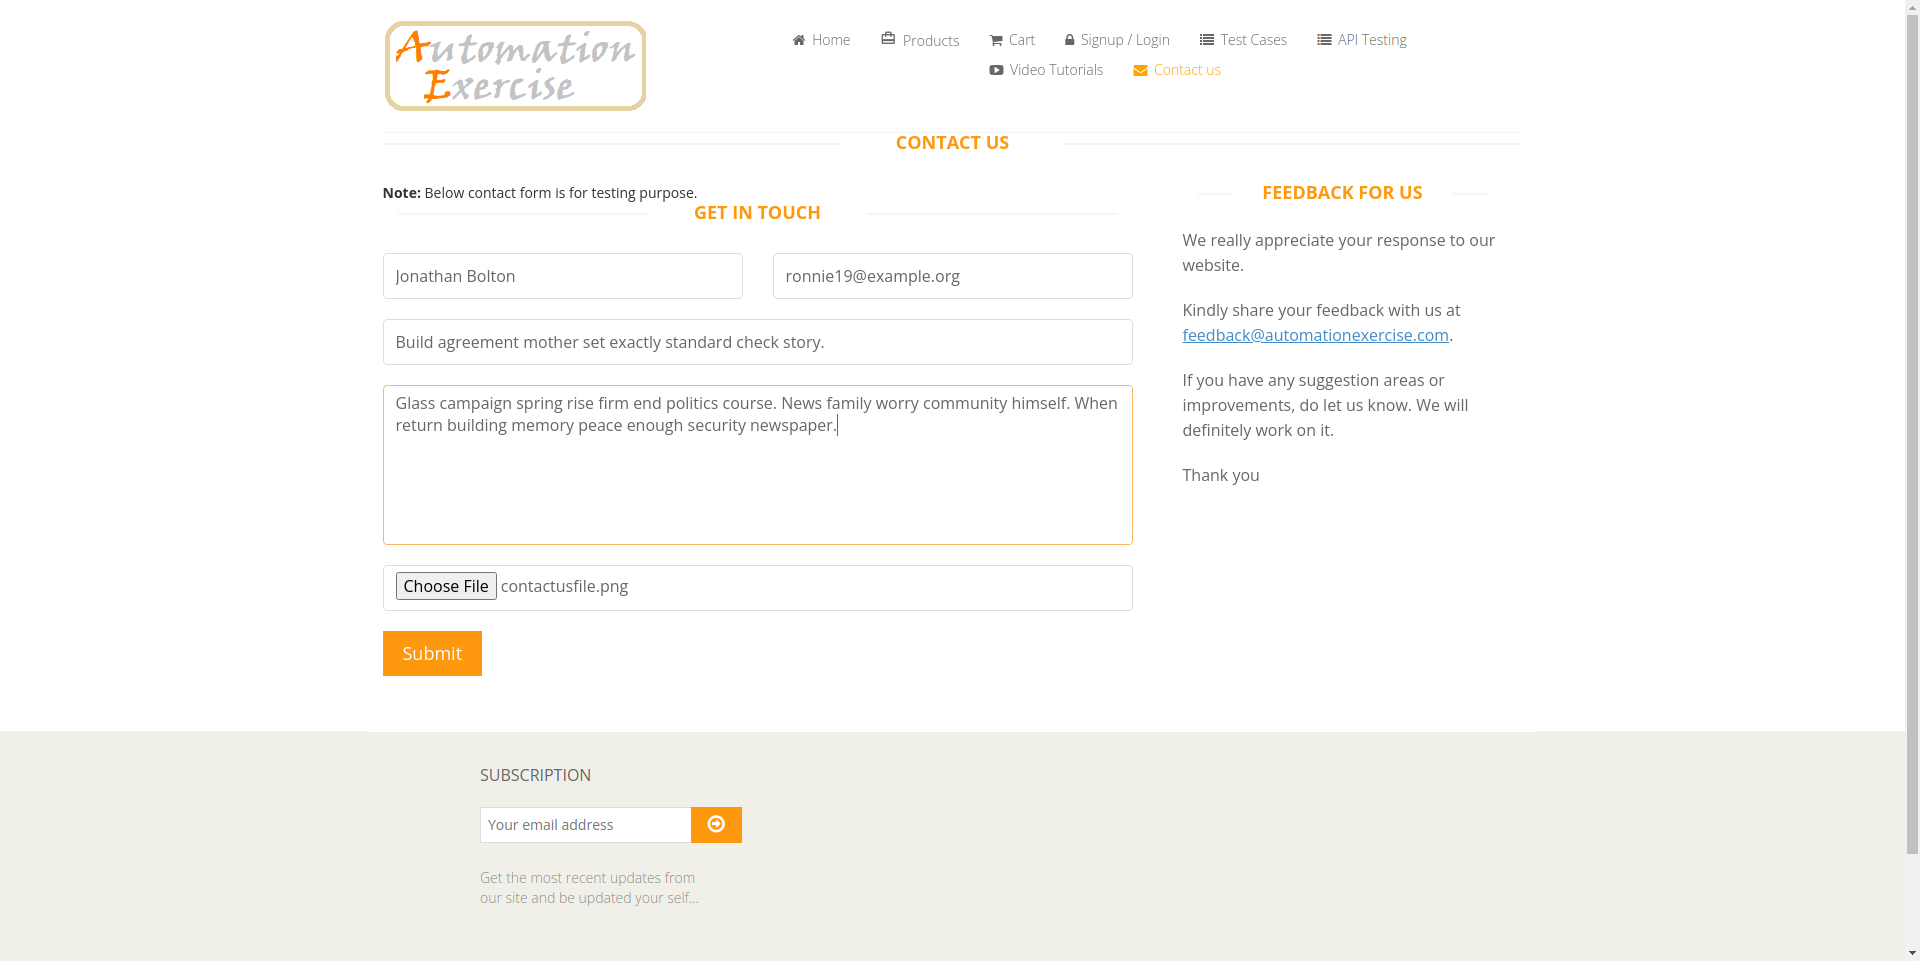 Automation
Exercise
Home
Products
Cart
Signup / Login
Test Cases
API Testing
Video Tutorials
Contact us
CONTACT US
Note: Below contact form is for testing purpose.
GET IN TOUCH
Jonathan Bolton
ronnie19@example.org
Build agreement mother set exactly standard check story.
Glass campaign spring rise firm end politics course. News family worry community himself. When
return building memory peace enough security newspaper.
Choose File contactusfile.png
Submit
FEEDBACK FOR US
We really appreciate your response to our
website.
Kindly share your feedback with us at
feedback@automationexercise.com.
If you have any suggestion areas or
improvements, do let us know. We will
definitely work on it.
Thank you
SUBSCRIPTION
Your email address
Get the most recent updates from
our site and be updated your self...